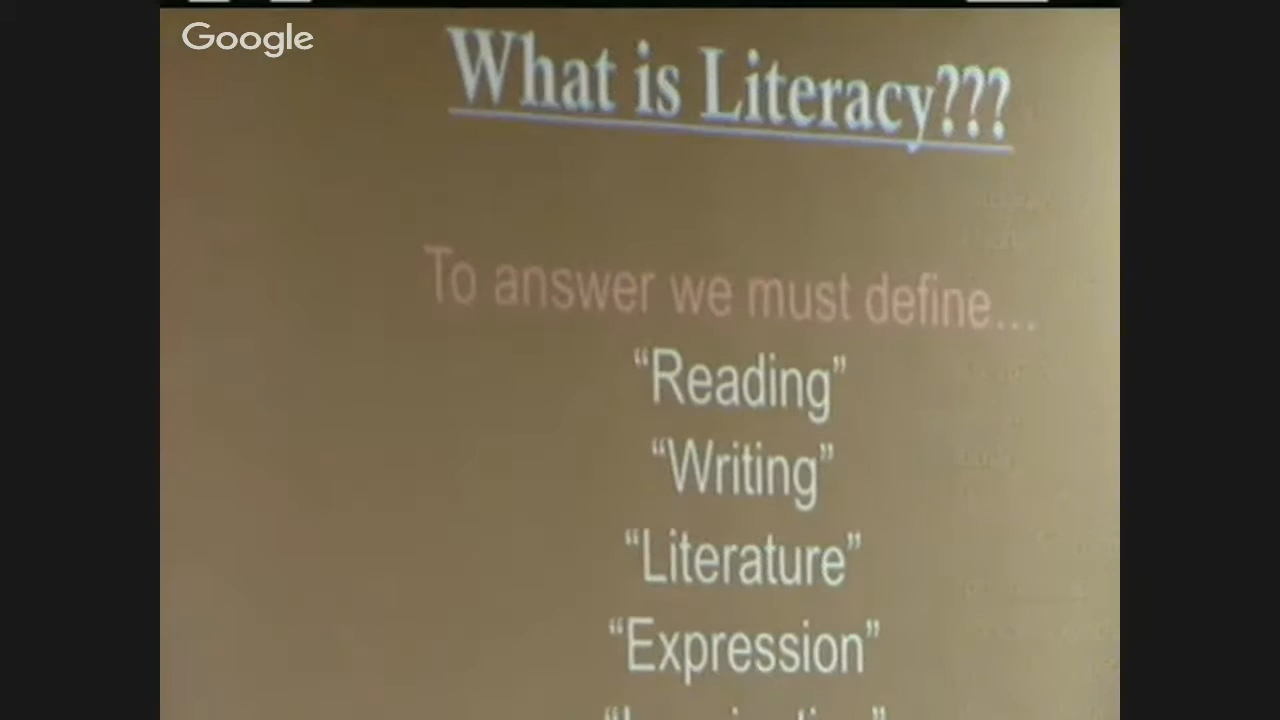 Google
What is Literacy???
To answer we must define...
“Reading”
“Writing”
“Literature”
“Expression”